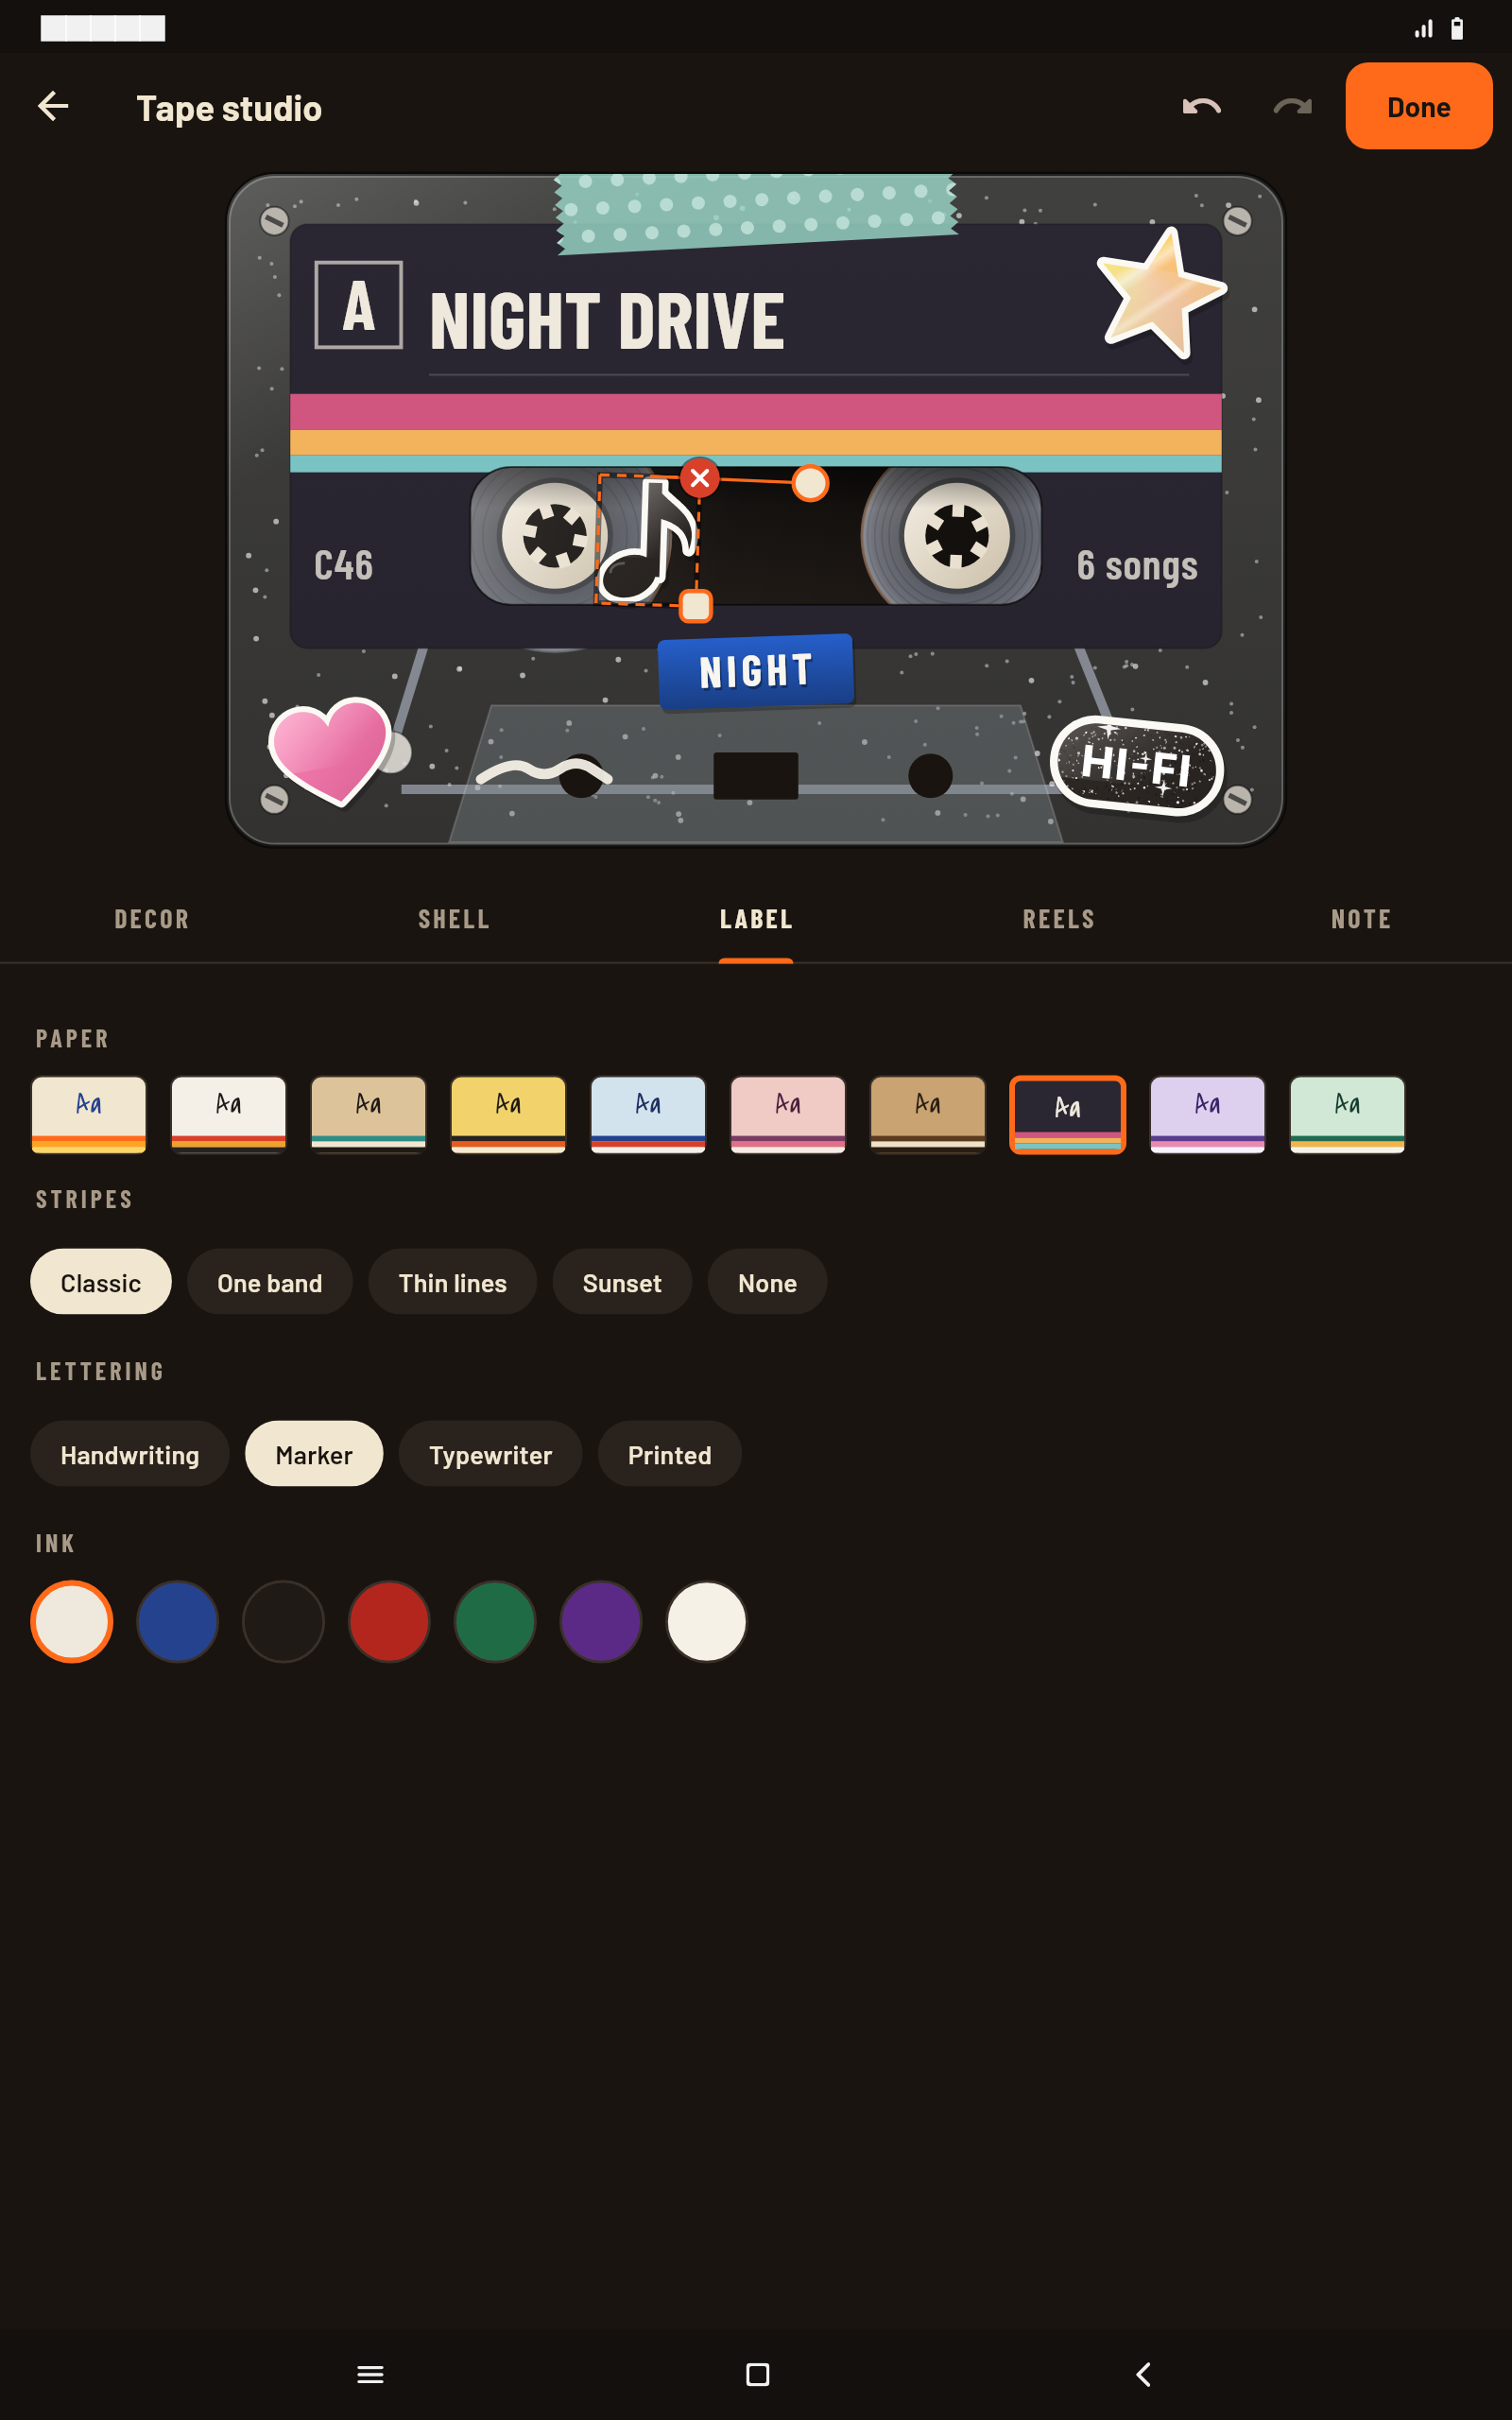 Tape studio
Done
A
NIGHT DRIVE
C46
6 songs
NIGHT
HI-FI
DECOR
SHELL
LABEL
REELS
NOTE
PAPER
Aa
Aa
Aa
Aa
Aa
Aa
Aa
Aa
Aa
Aa
STRIPES
Classic
One band
Thin lines
Sunset
None
LETTERING
Handwriting
Marker
Typewriter
Printed
INK